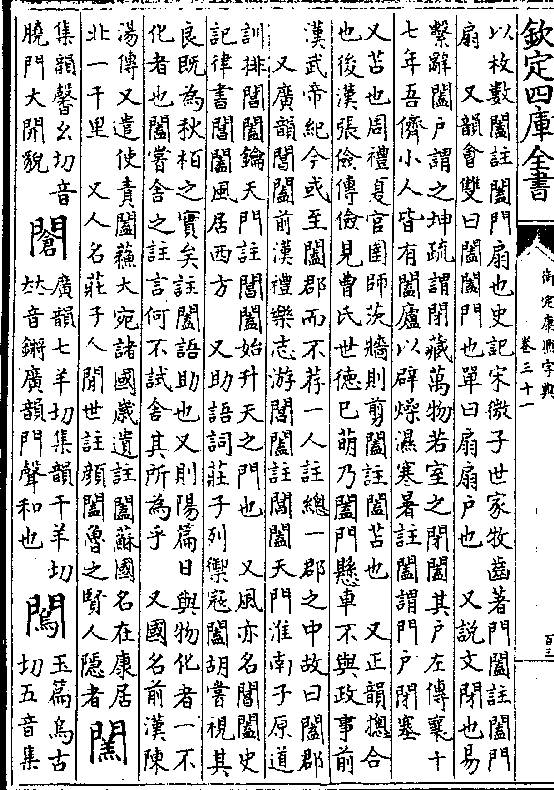 欽定四庫全書
御定康熙字典
卷三十一
百三
以枚數闔註闔門扇也史記宋微子世家牧齒著門闔註闔門
扇　又韻會雙曰闔闔門也單曰扇扇戶也　又說文閉也易
繫辭闔戶謂之坤疏謂閉藏萬物若室之閉闔其戶左傳襄十
七年吾儕小人皆有闔廬以辟燥濕寒暑註闔謂門戶閉塞
又苫也周禮夏官圉師茨牆則剪闔註闔苫也　又正韻摠合
也後漢張儉傳儉見曹氏世德已萌乃闔門懸車不與政事前
漢武帝紀今或至闔郡而不荐一人註總一郡之中故曰闔郡
又廣韻閶闔前漢禮樂志游閶闔註閶闔天門淮南子原道
訓排閶闔鑰天門註閶闔始升天之門也　又風亦名閶闔史
記律書閶闔風居西方　又助語詞莊子列禦寇闔胡嘗視其
良既為秋栢之實矣註闔語助也又則陽篇日與物化者一不
化者也闔嘗舍之註言何不試舍其所為乎　又國名前漢陳
湯傳又遣使責闔蘇大宛諸國歲遺註闔蘇國名在康居
北一千里　又人名莊子人閒世註顔闔魯之賢人隱者
集韻馨幺切音
膮門大開貌
廣韻七羊切集韻千羊切
𠀤音鏘廣韻門聲和也
玉篇烏古
切五音集